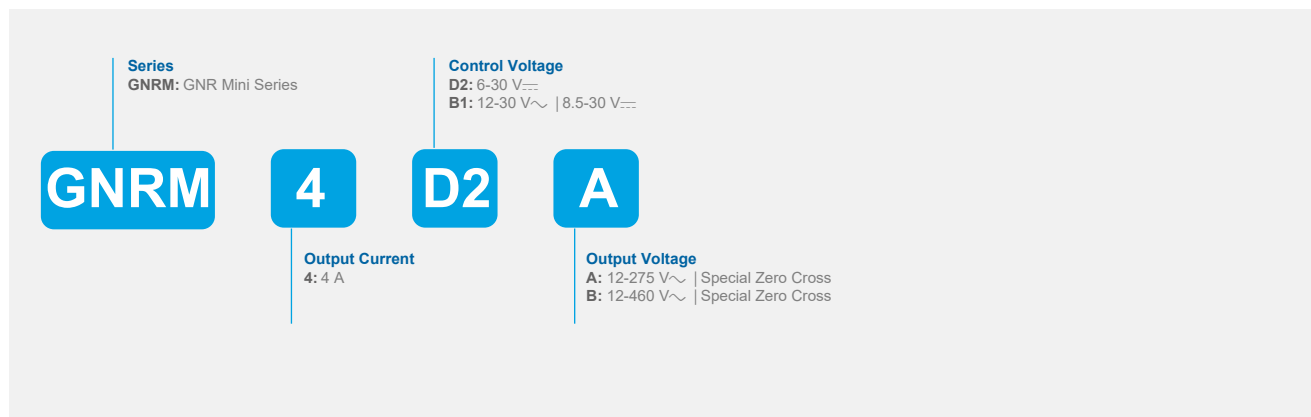 Series
GNRM: GNR Mini Series
Control Voltage
D2: 6-30 V⎓
B1: 12-30 V∿ | 8.5-30 V⎓
GNRM 4 D2 A
Output Current
4: 4 A
Output Voltage
A: 12-275 V∿ | Special Zero Cross
B: 12-460 V∿ | Special Zero Cross